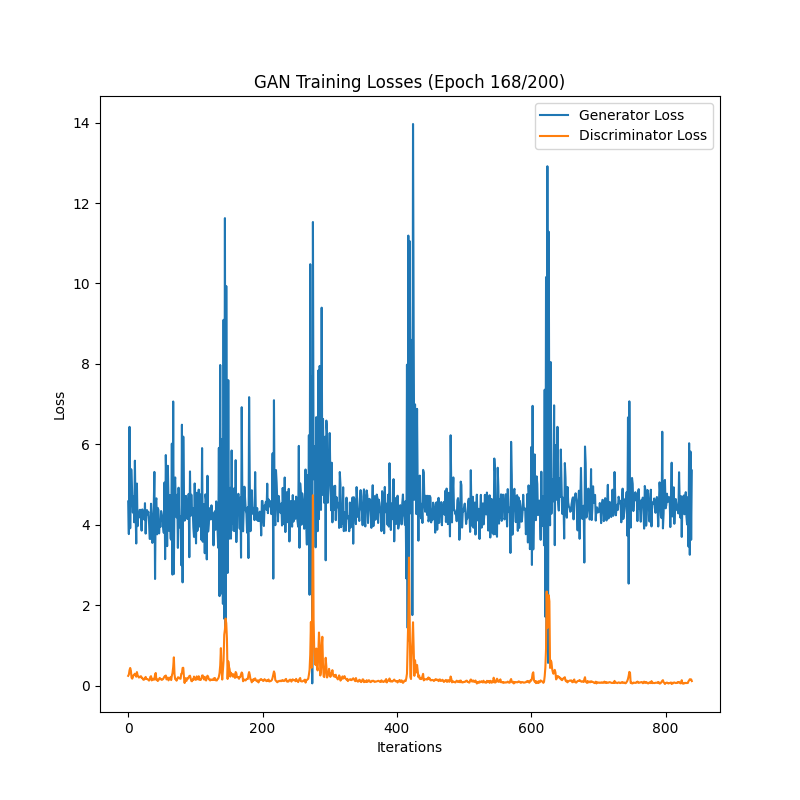 GAN Training Losses (Epoch 168/200)
Generator Loss
Discriminator Loss
14
12
10
8
6
4
2
0
Loss
0 200 400 600 800
Iterations